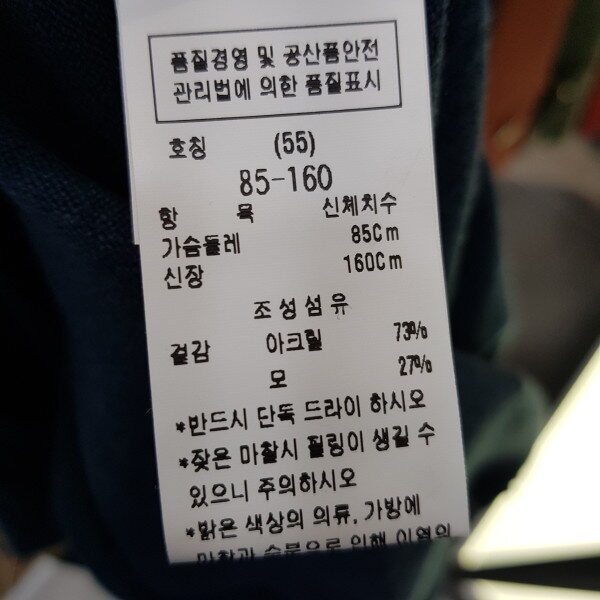 품질경영 및 공산품안전
관리법에 의한 품질표시
호칭 (55)
85-160
항 목 신체치수
가슴둘레 85Cm
신장 160Cm
조성섬유
겉감 아크릴 73%
모 27%
*반드시 단독 드라이 하시오
*잦은 마찰시 필링이 생길 수
있으니 주의하시오
*밝은 색상의 의류, 가방에